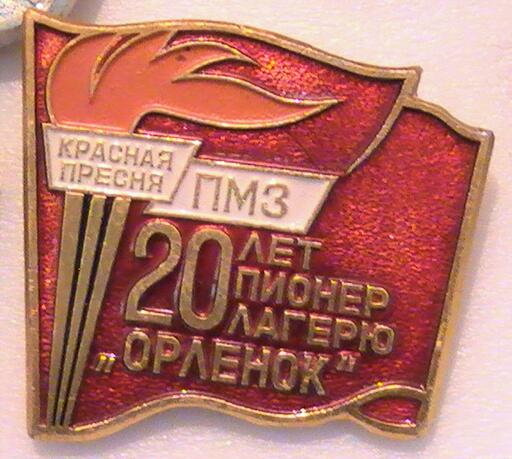 КРАСНАЯ
ПРЕСНЯ
ПМЗ
20 ЛЕТ
ПИОНЕР
ЛАГЕРЮ
„ОРЛЕНОК"